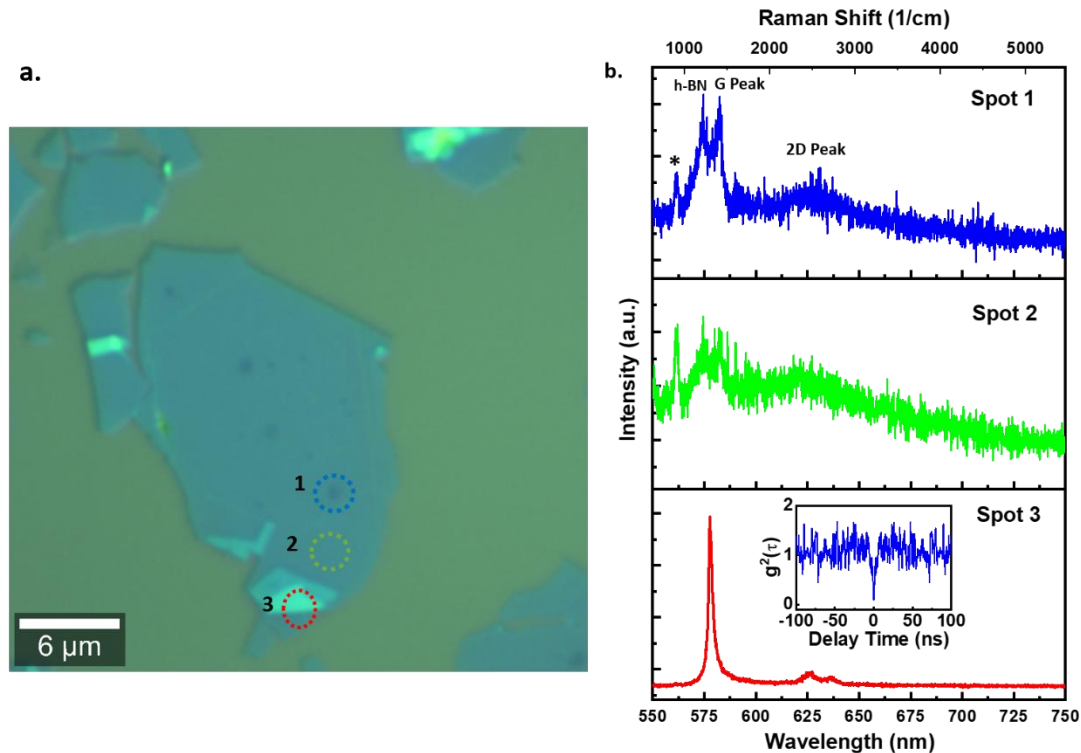 a.
1
2
3
6 µm
b.
Raman Shift (1/cm)
1000 2000 3000 4000 5000
h-BN G Peak
Spot 1
*
2D Peak
Spot 2
Intensity (a.u.)
Spot 3
2
1
0
g²(τ)
-100 -50 0 50 100
Delay Time (ns)
550 575 600 625 650 675 700 725 750
Wavelength (nm)